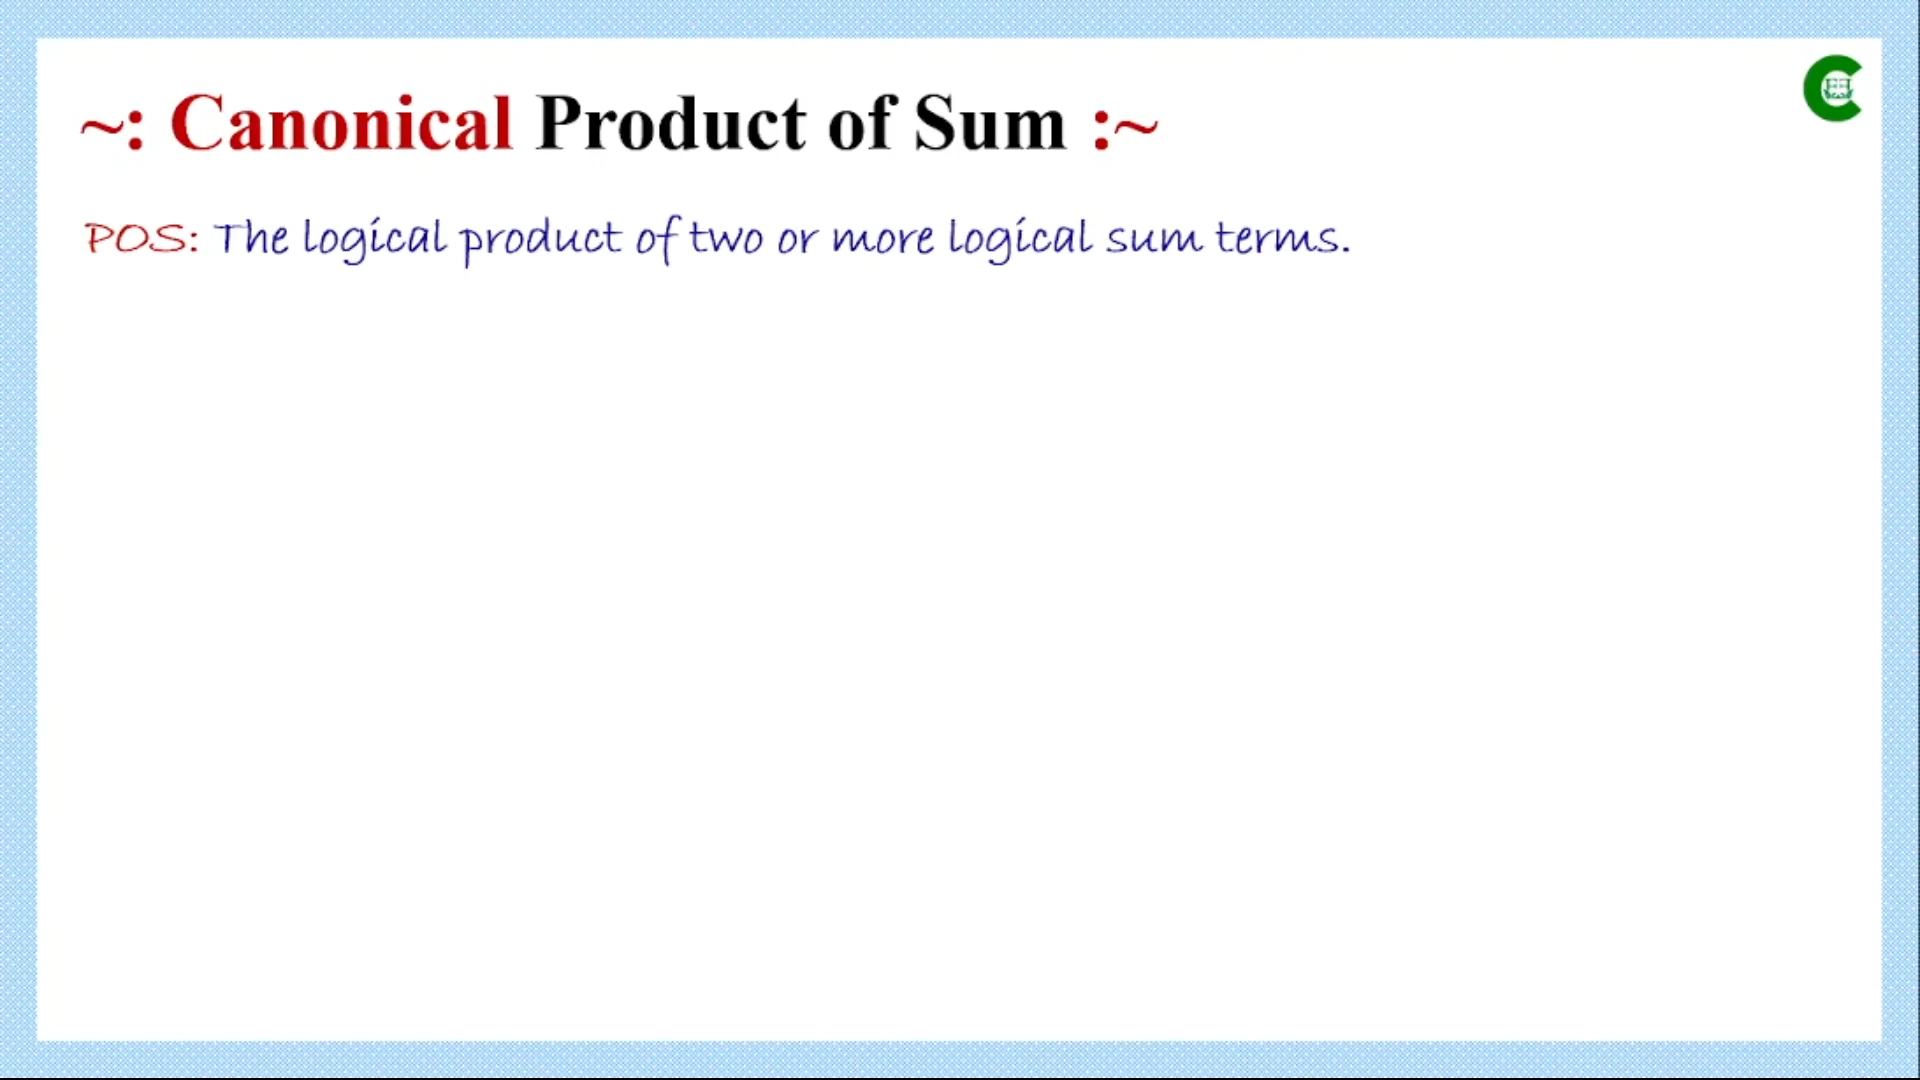 ~: Canonical Product of Sum :~
POS: The logical product of two or more logical sum terms.